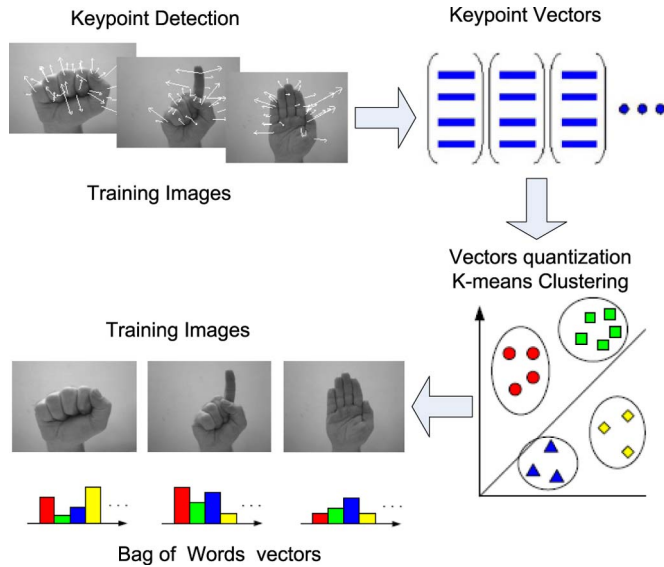 Keypoint Detection
Keypoint Vectors
Training Images
Vectors quantization
K-means Clustering
Training Images
Bag of Words vectors